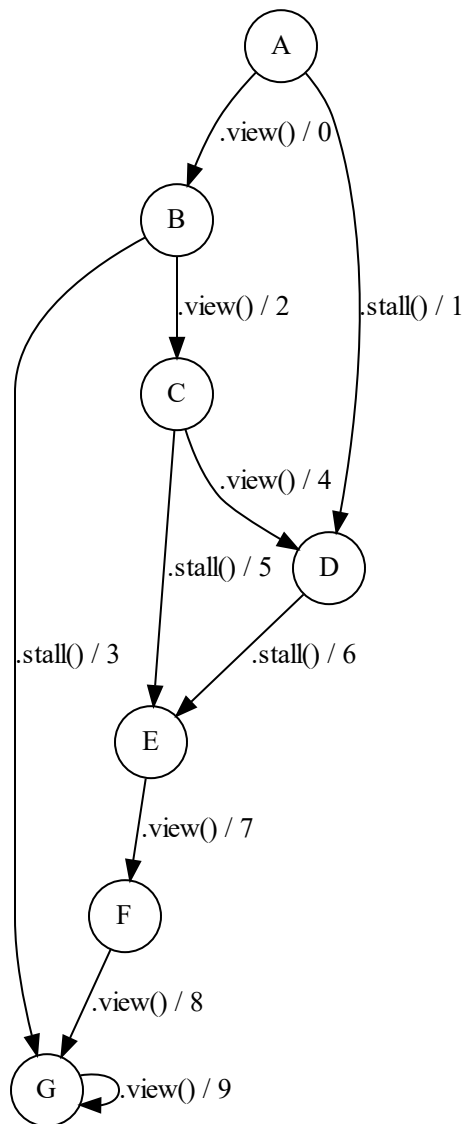 A
.view() / 0
B
.view() / 2
.stall() / 1
C
.view() / 4
.stall() / 5
D
.stall() / 3
.stall() / 6
E
.view() / 7
F
.view() / 8
G
.view() / 9